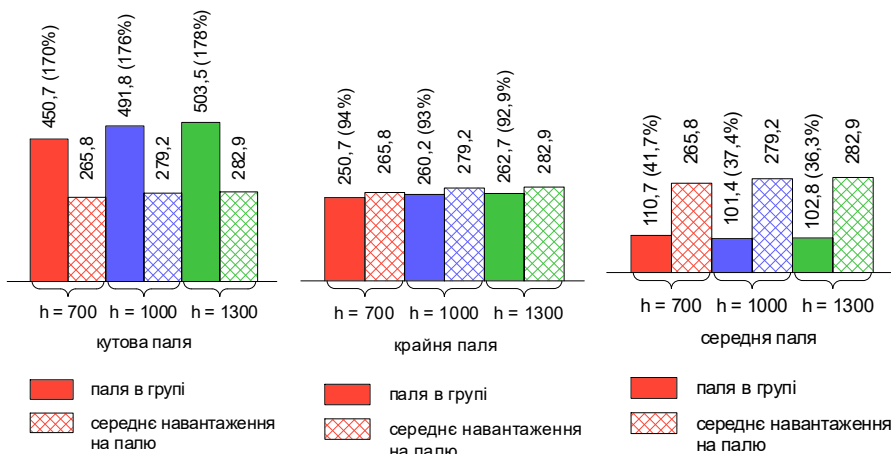 450,7 (170%)
265,8
491,8 (176%)
279,2
503,5 (178%)
282,9
h = 700
h = 1000
h = 1300
кутова паля
паля в групі
середнє навантаження
на палю
250,7 (94%)
265,8
260,2 (93%)
279,2
262,7 (92,9%)
282,9
h = 700
h = 1000
h = 1300
крайня паля
паля в групі
середнє навантаження
на палю
110,7 (41,7%)
265,8
101,4 (37,4%)
279,2
102,8 (36,3%)
282,9
h = 700
h = 1000
h = 1300
середня паля
паля в групі
середнє навантаження
на палю